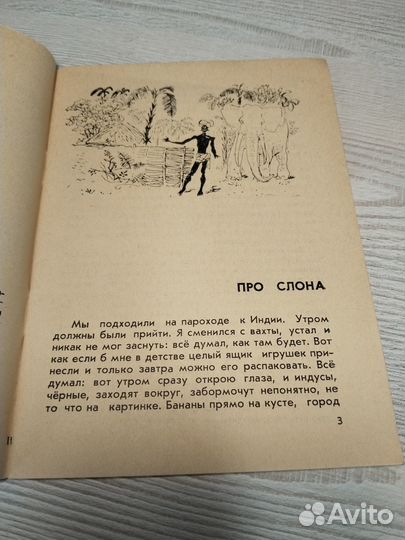 ПРО СЛОНА
Мы подходили на пароходе к Индии. Утром
должны были прийти. Я сменился с вахты, устал и
никак не мог заснуть: всё думал, как там будет. Вот
как если б мне в детстве целый ящик игрушек при-
несли и только завтра можно его распаковать. Всё
думал: вот утром сразу открою глаза, и индусы,
чёрные, заходят вокруг, забормочут непонятно, не
то что на картинке. Бананы прямо на кусте, город
3
Avito